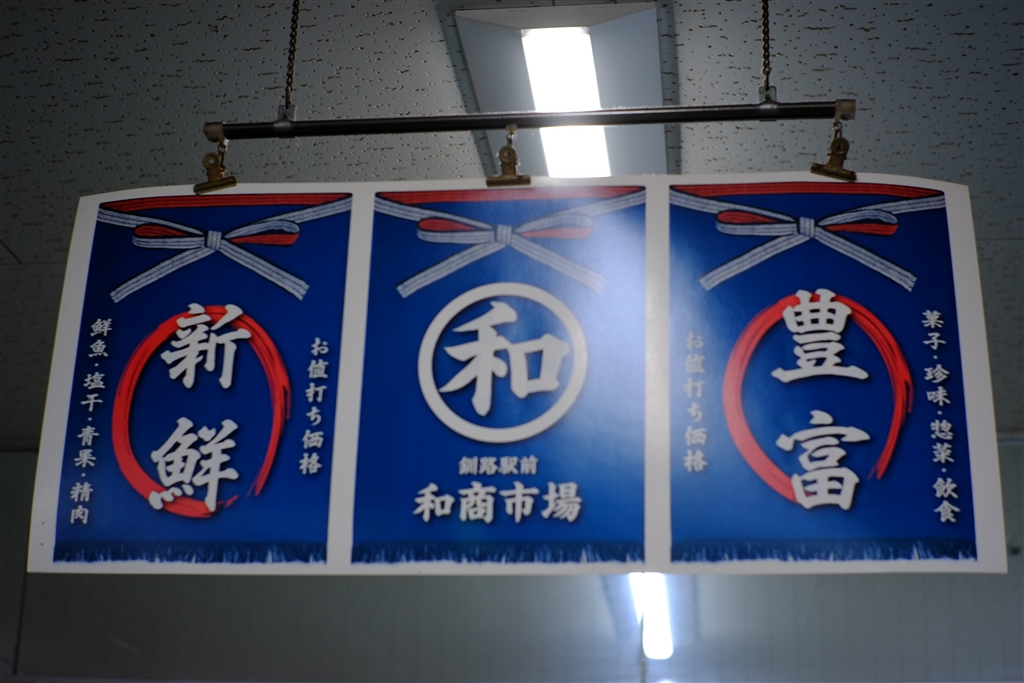 お値打ち価格
新鮮
鮮魚・塩干・青果・精肉
和
釧路駅前
和商市場
菓子・珍味・惣菜・飲食
豊富
お値打ち価格